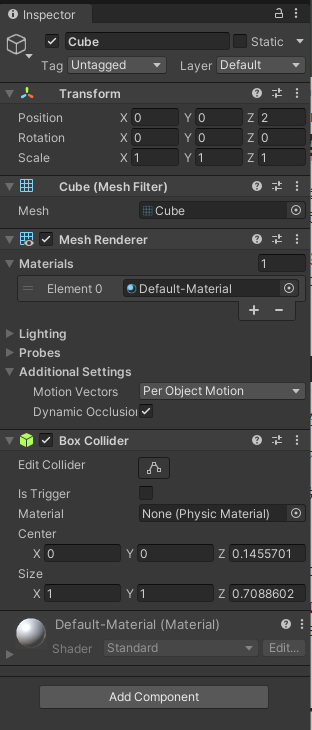 Inspector
Cube Static
Tag Untagged Layer Default
Transform
Position X 0 Y 0 Z 2
Rotation X 0 Y 0 Z 0
Scale X 1 Y 1 Z 1
Cube (Mesh Filter)
Mesh Cube
Mesh Renderer
Materials 1
Element 0 Default-Material
+ −
Lighting
Probes
Additional Settings
Motion Vectors Per Object Motion
Dynamic Occlusion
Box Collider
Edit Collider
Is Trigger
Material None (Physic Material)
Center
X 0 Y 0 Z 0.1455701
Size
X 1 Y 1 Z 0.7088602
Default-Material (Material)
Shader Standard Edit...
Add Component